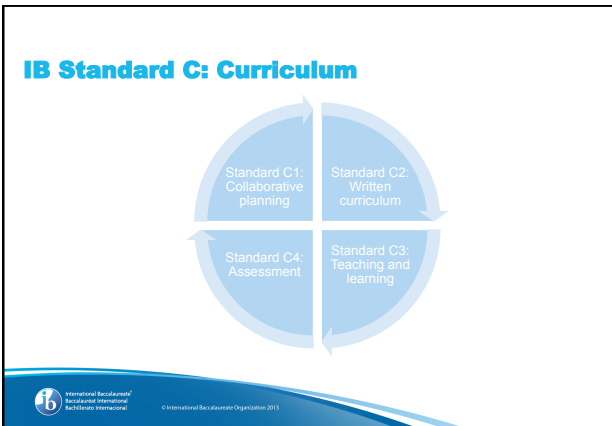 IB Standard C: Curriculum
Standard C1:
Collaborative
planning
Standard C2:
Written
curriculum
Standard C4:
Assessment
Standard C3:
Teaching and
learning
ib
International Baccalaureate®
Baccalauréat International
Bachillerato Internacional
© International Baccalaureate Organization 2013